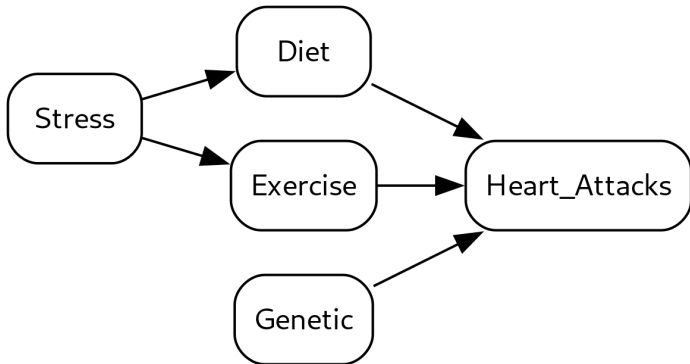 Diet
Stress
Exercise
Heart_Attacks
Genetic